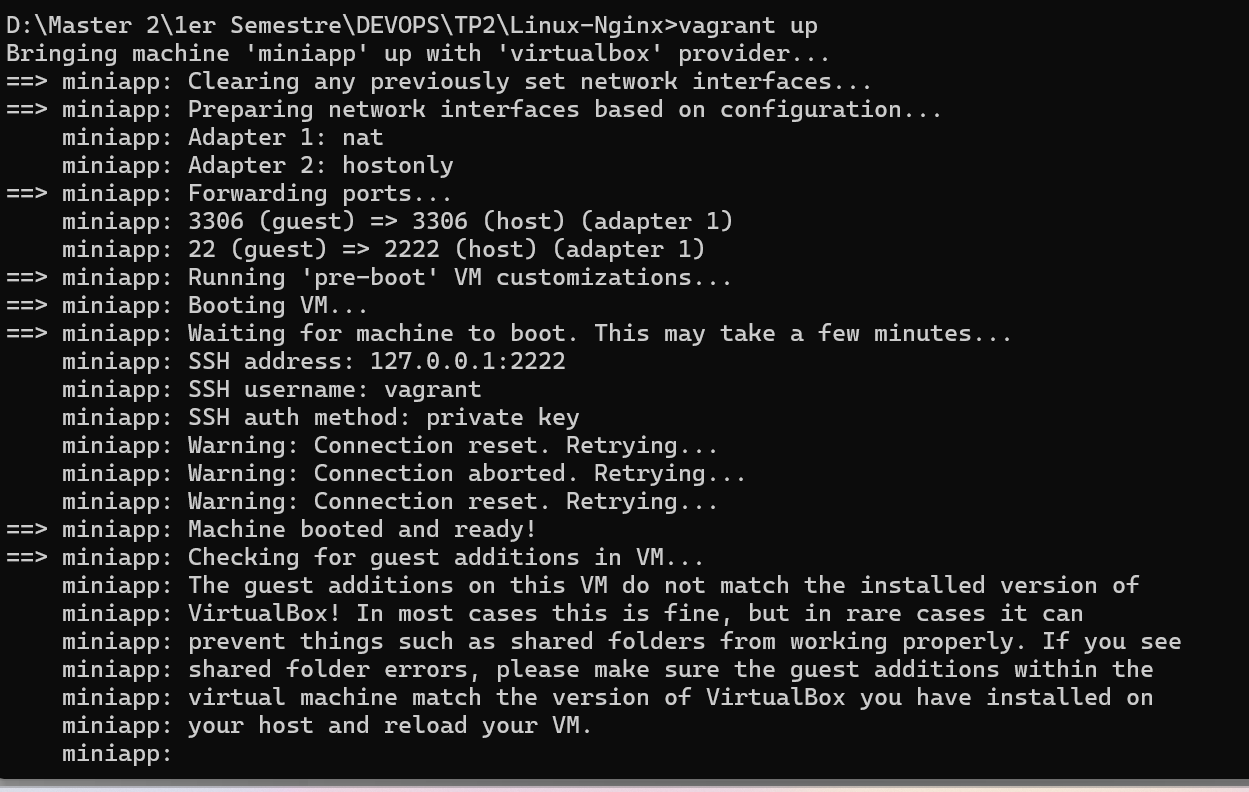 D:\Master 2\1er Semestre\DEVOPS\TP2\Linux-Nginx>vagrant up
Bringing machine 'miniapp' up with 'virtualbox' provider...
==> miniapp: Clearing any previously set network interfaces...
==> miniapp: Preparing network interfaces based on configuration...
    miniapp: Adapter 1: nat
    miniapp: Adapter 2: hostonly
==> miniapp: Forwarding ports...
    miniapp: 3306 (guest) => 3306 (host) (adapter 1)
    miniapp: 22 (guest) => 2222 (host) (adapter 1)
==> miniapp: Running 'pre-boot' VM customizations...
==> miniapp: Booting VM...
==> miniapp: Waiting for machine to boot. This may take a few minutes...
    miniapp: SSH address: 127.0.0.1:2222
    miniapp: SSH username: vagrant
    miniapp: SSH auth method: private key
    miniapp: Warning: Connection reset. Retrying...
    miniapp: Warning: Connection aborted. Retrying...
    miniapp: Warning: Connection reset. Retrying...
==> miniapp: Machine booted and ready!
==> miniapp: Checking for guest additions in VM...
    miniapp: The guest additions on this VM do not match the installed version of
    miniapp: VirtualBox! In most cases this is fine, but in rare cases it can
    miniapp: prevent things such as shared folders from working properly. If you see
    miniapp: shared folder errors, please make sure the guest additions within the
    miniapp: virtual machine match the version of VirtualBox you have installed on
    miniapp: your host and reload your VM.
    miniapp: